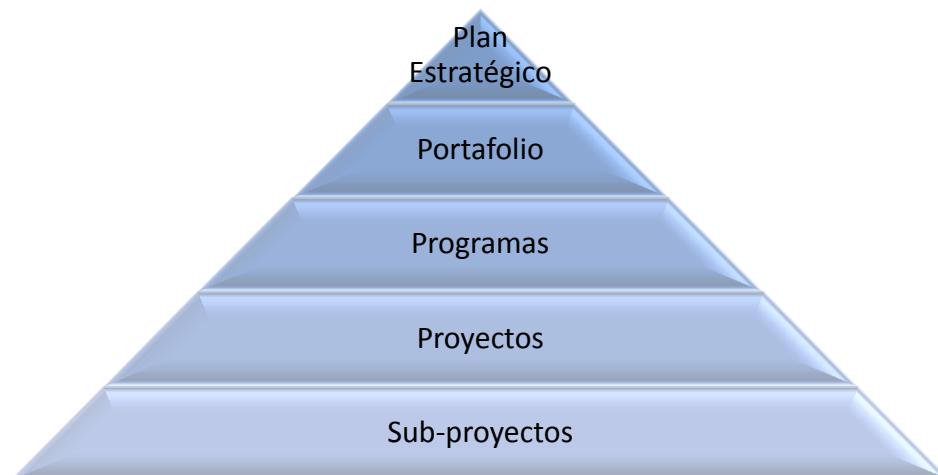 Plan
Estratégico
Portafolio
Programas
Proyectos
Sub-proyectos